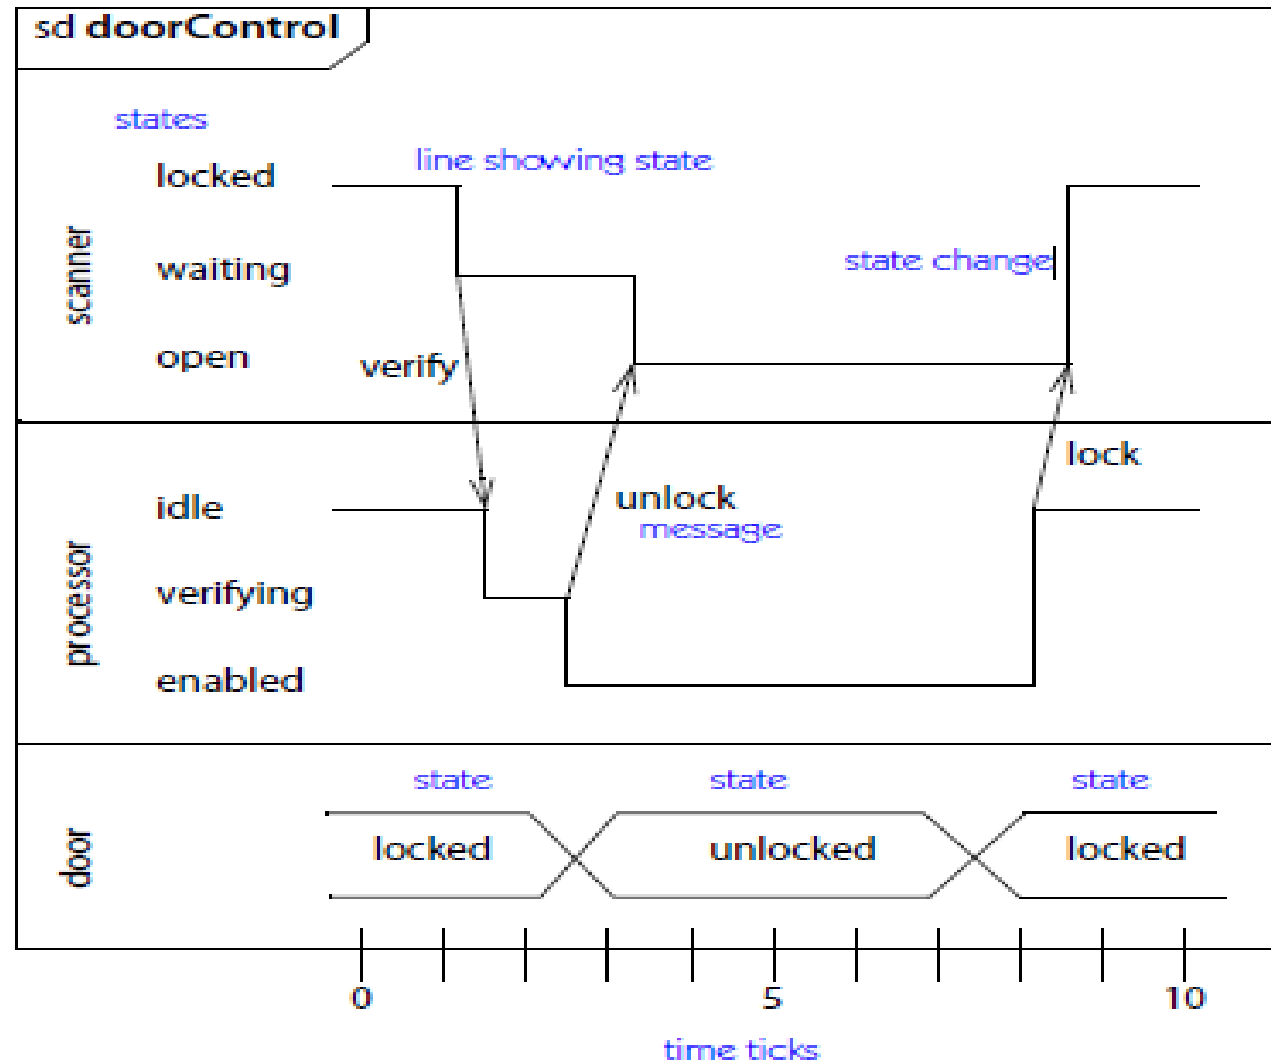 sd doorControl
states
locked
line showing state
scanner
waiting
state change
open
verify
lock
idle
unlock
message
processor
verifying
enabled
state
state
state
door
locked
unlocked
locked
0
5
10
time ticks